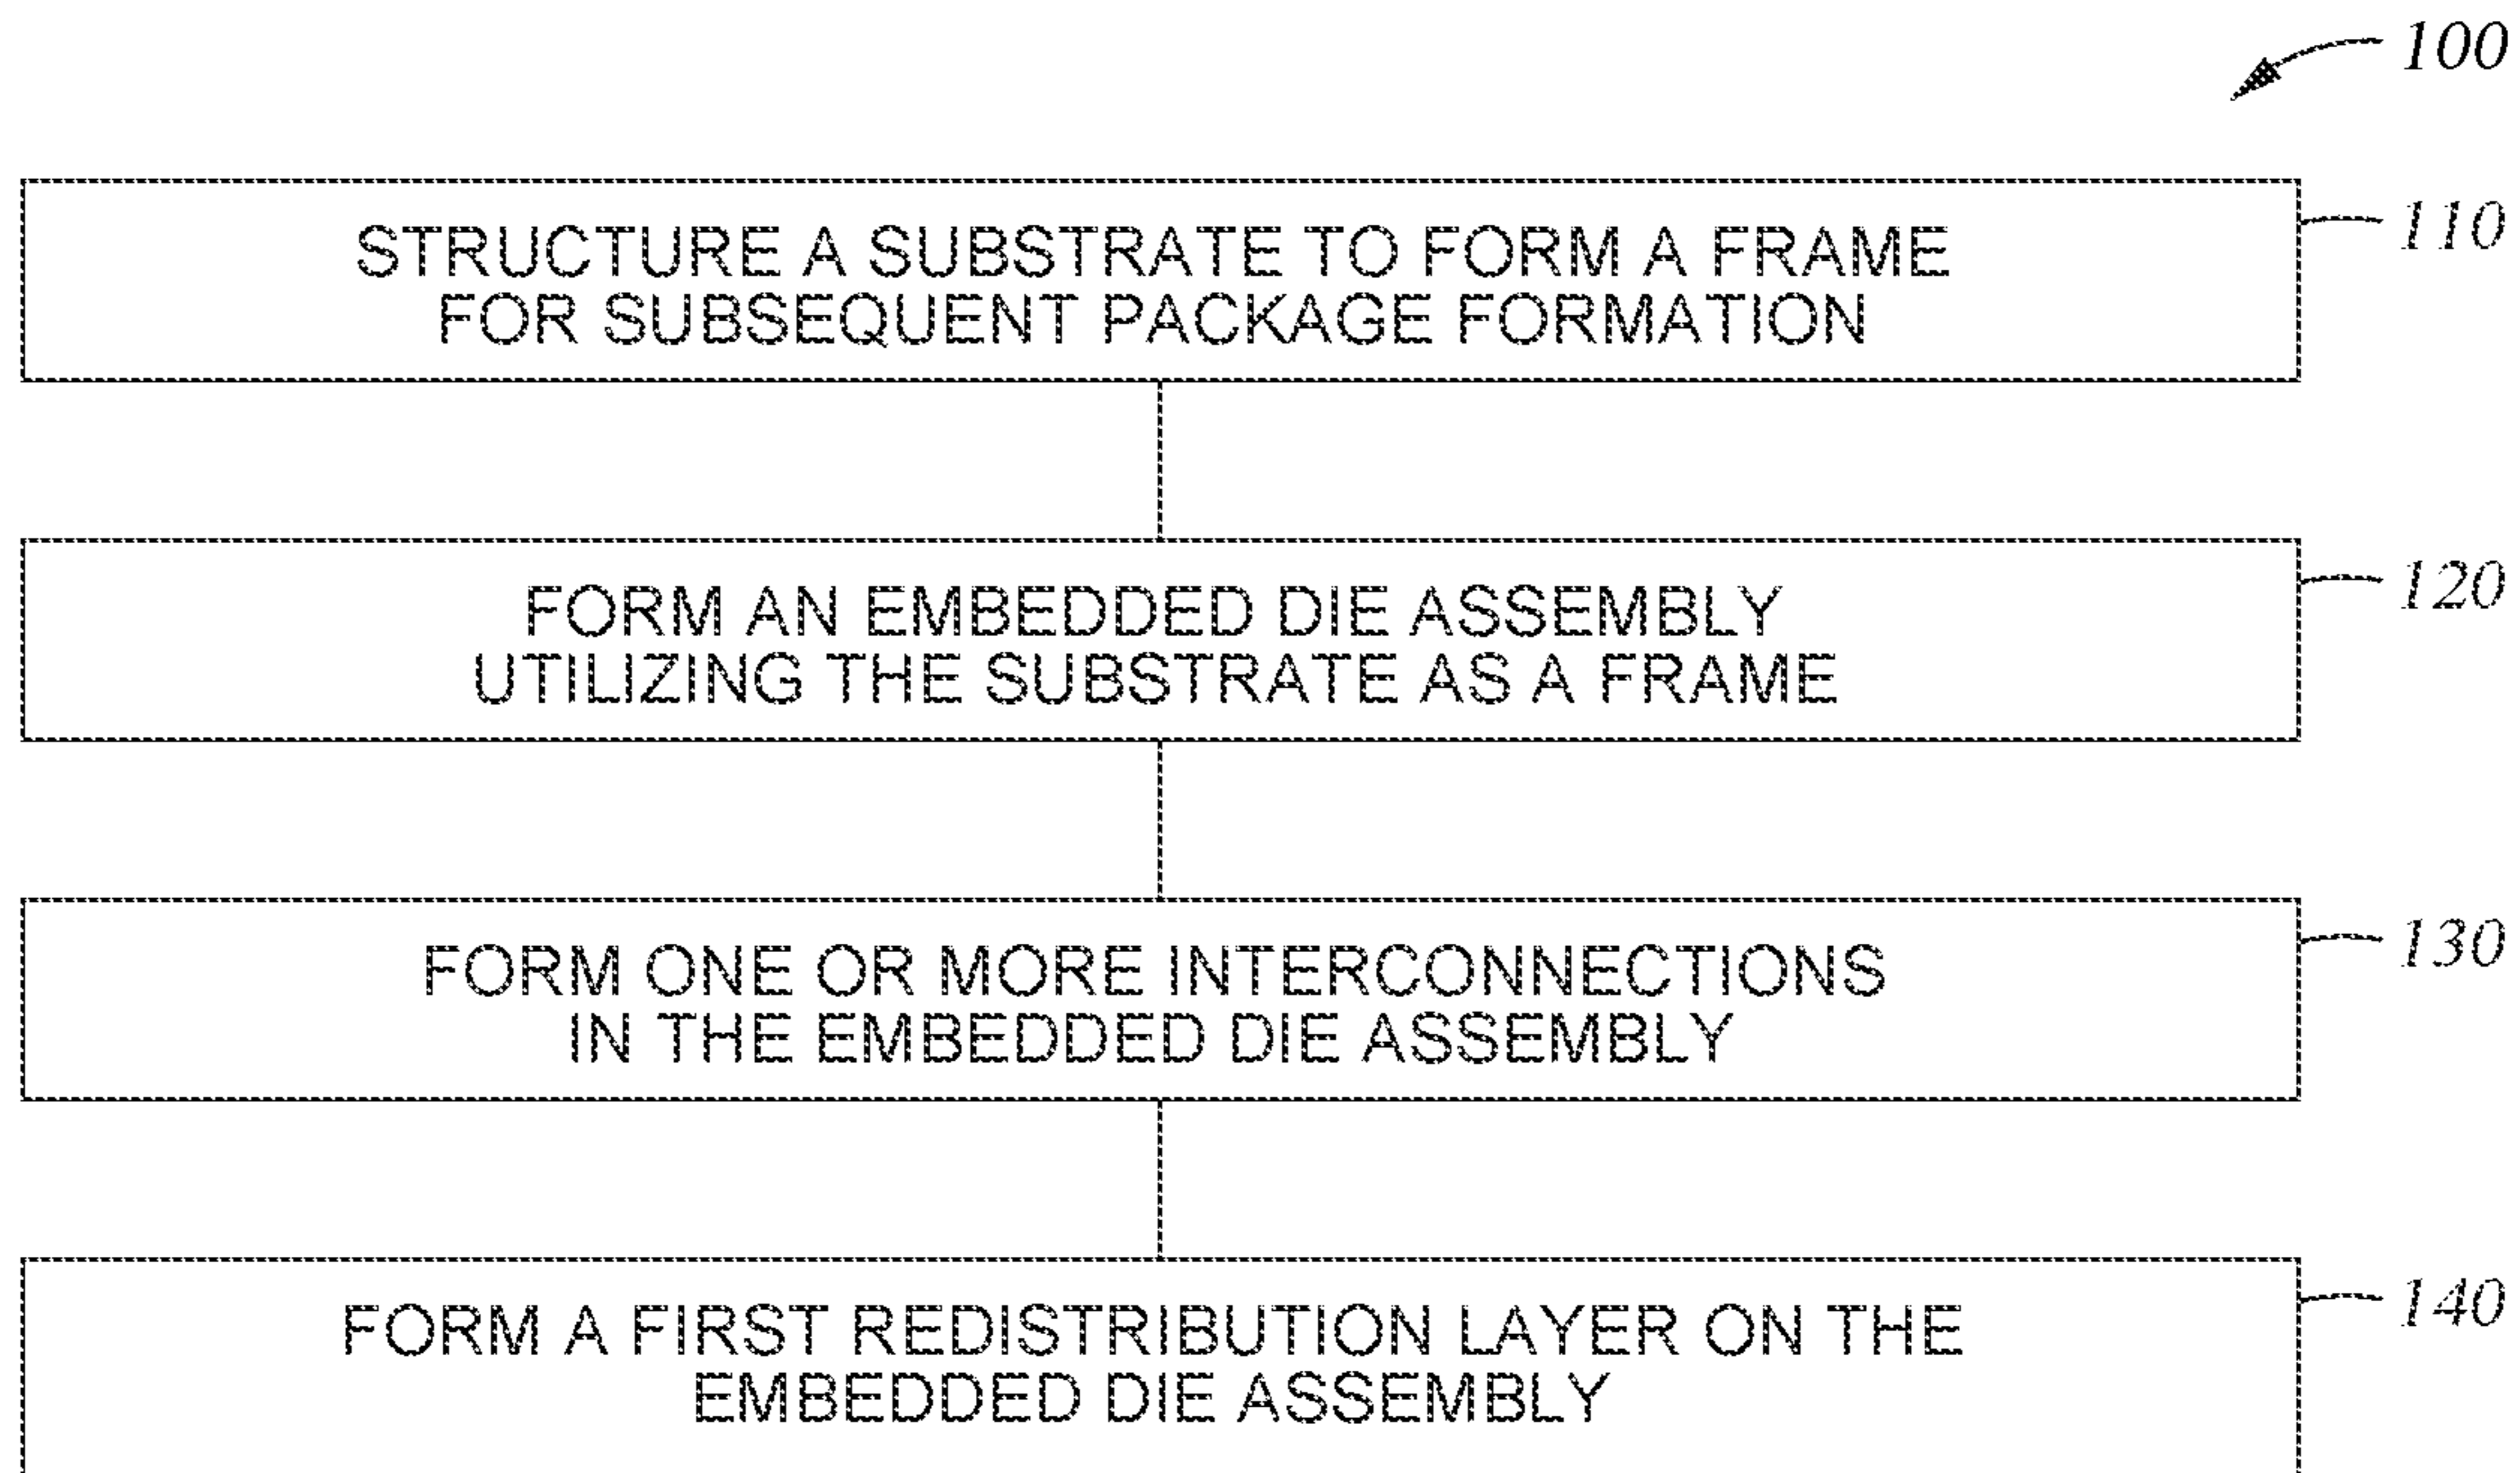 100
STRUCTURE A SUBSTRATE TO FORM A FRAME
FOR SUBSEQUENT PACKAGE FORMATION
110
FORM AN EMBEDDED DIE ASSEMBLY
UTILIZING THE SUBSTRATE AS A FRAME
120
FORM ONE OR MORE INTERCONNECTIONS
IN THE EMBEDDED DIE ASSEMBLY
130
FORM A FIRST REDISTRIBUTION LAYER ON THE
EMBEDDED DIE ASSEMBLY
140